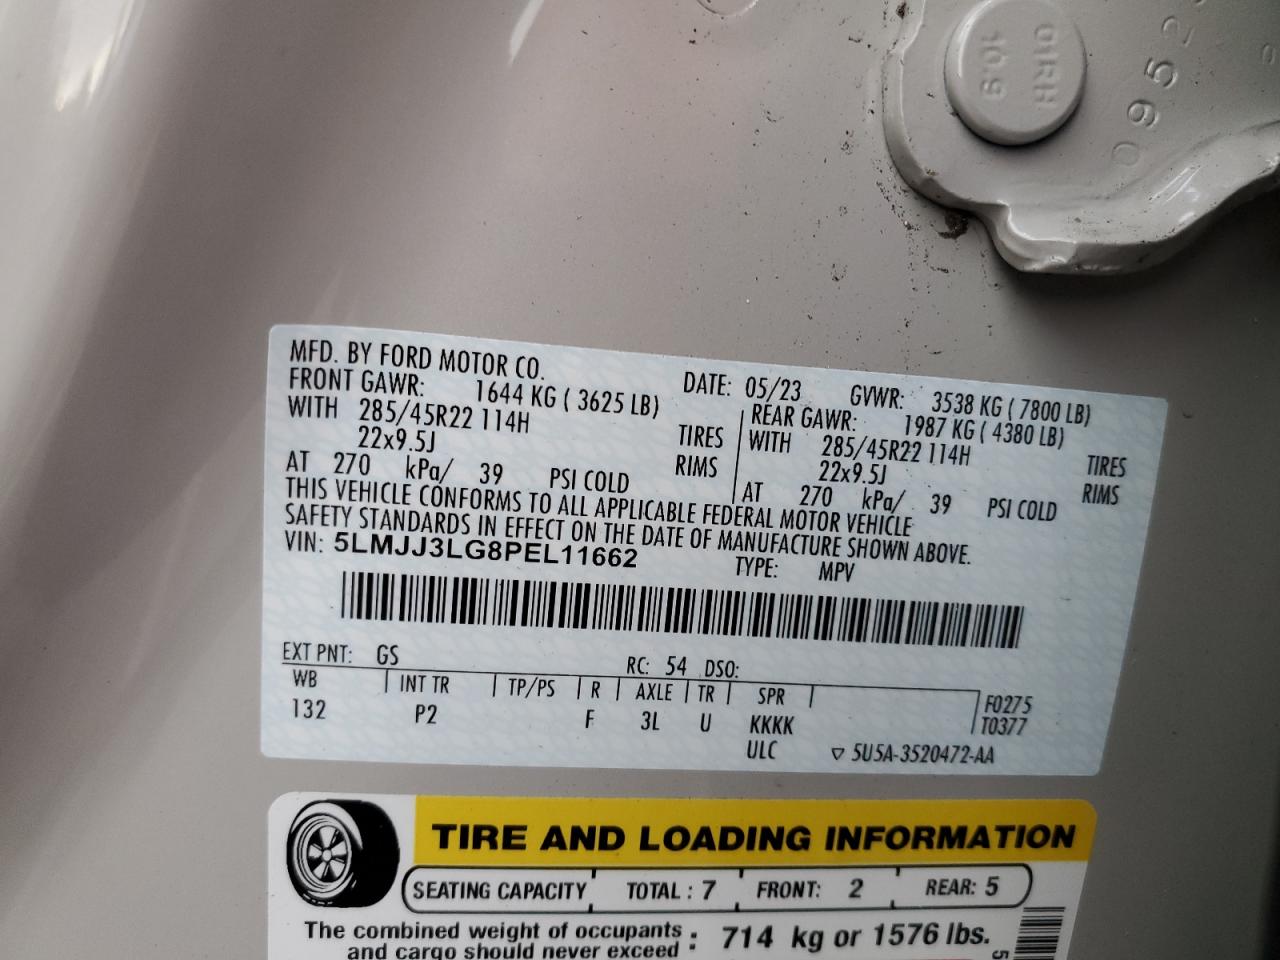 01RH
10.9
0952
MFD. BY FORD MOTOR CO.
DATE: 05/23 GVWR: 3538 KG ( 7800 LB)
FRONT GAWR: 1644 KG ( 3625 LB)
WITH 285/45R22 114H TIRES
22x9.5J RIMS
AT 270 kPa/ 39 PSI COLD
REAR GAWR: 1987 KG ( 4380 LB)
WITH 285/45R22 114H TIRES
22x9.5J RIMS
AT 270 kPa/ 39 PSI COLD
THIS VEHICLE CONFORMS TO ALL APPLICABLE FEDERAL MOTOR VEHICLE
SAFETY STANDARDS IN EFFECT ON THE DATE OF MANUFACTURE SHOWN ABOVE.
VIN: 5LMJJ3LG8PEL11662 TYPE: MPV
EXT PNT: GS RC: 54 DSO:
WB INT TR TP/PS R AXLE TR SPR
132 P2 F 3L U KKKK
ULC
F0275
T0377
5U5A-3520472-AA
TIRE AND LOADING INFORMATION
SEATING CAPACITY TOTAL : 7 FRONT: 2 REAR: 5
The combined weight of occupants
and cargo should never exceed : 714 kg or 1576 lbs.
5